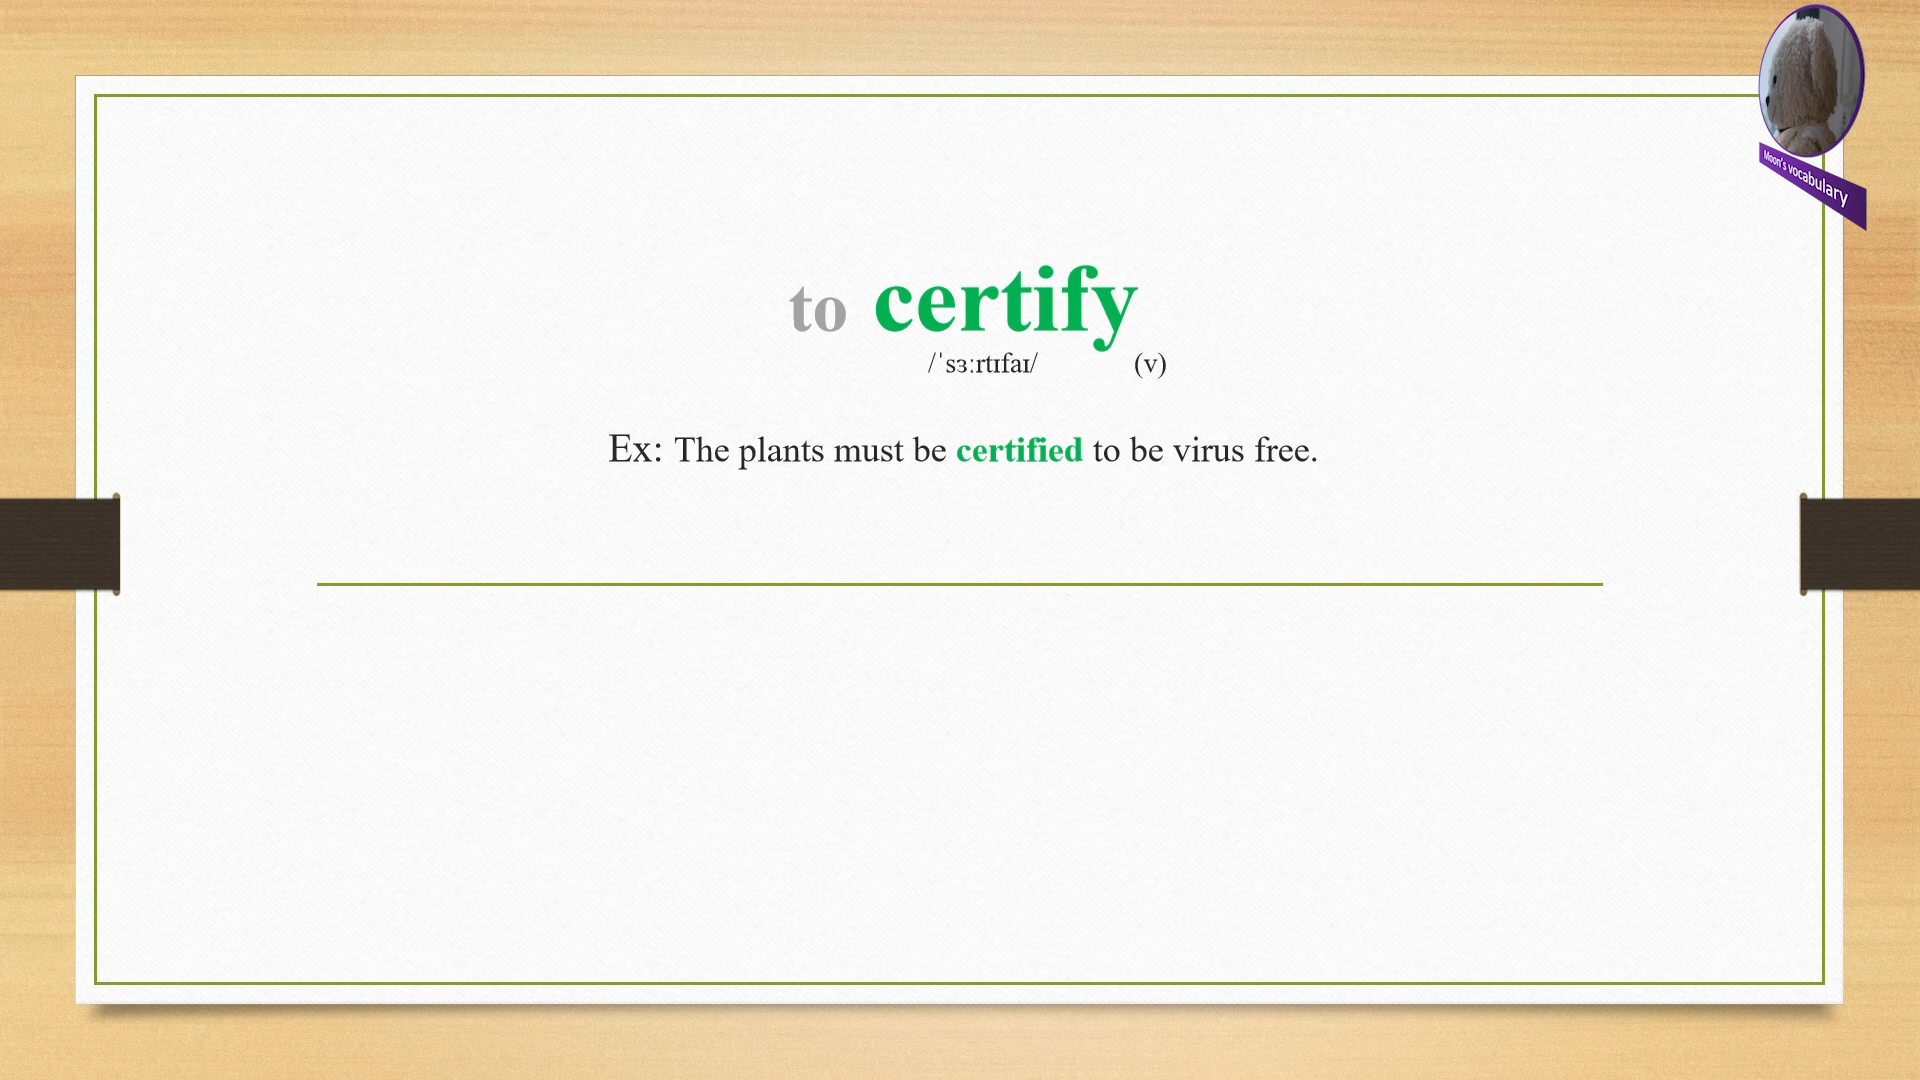 Moon's vocabulary
to certify
/ˈsɜːrtɪfaɪ/ (v)
Ex: The plants must be certified to be virus free.